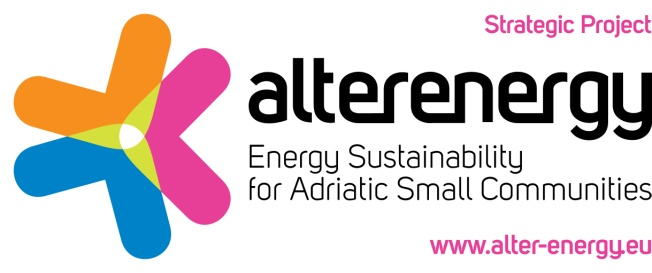 Strategic Project
alterenergy
Energy Sustainability
for Adriatic Small Communities
www.alter-energy.eu